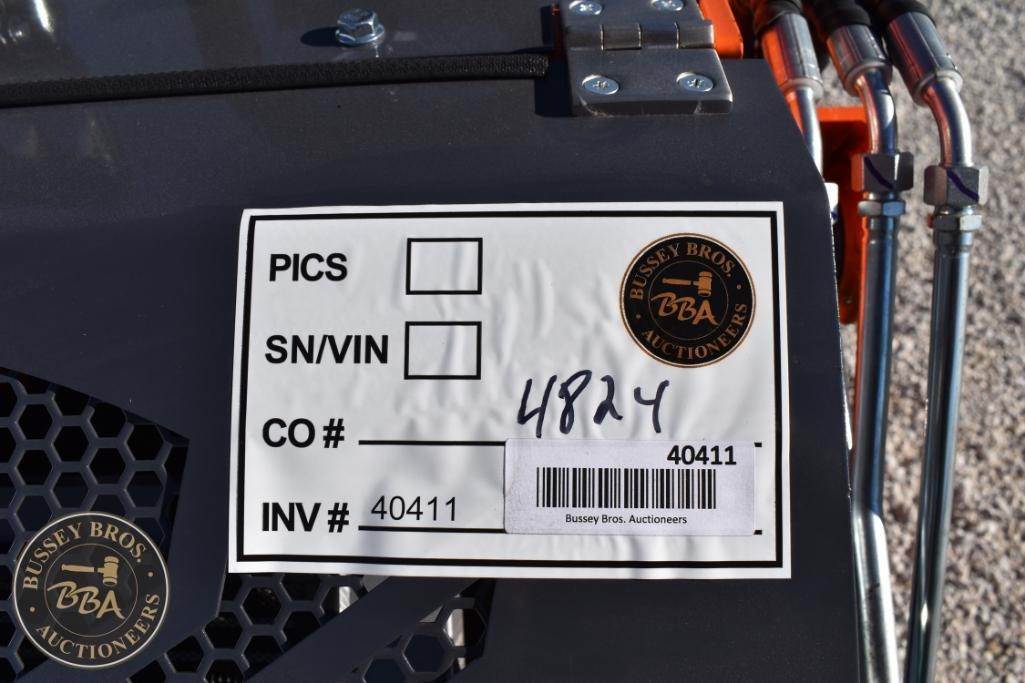 PICS
BUSSEY BROS.
BBA
AUCTIONEERS
SN/VIN
CO #
4824
40411
INV # 40411
Bussey Bros. Auctioneers
BUSSEY BROS.
BBA
AUCTIONEERS